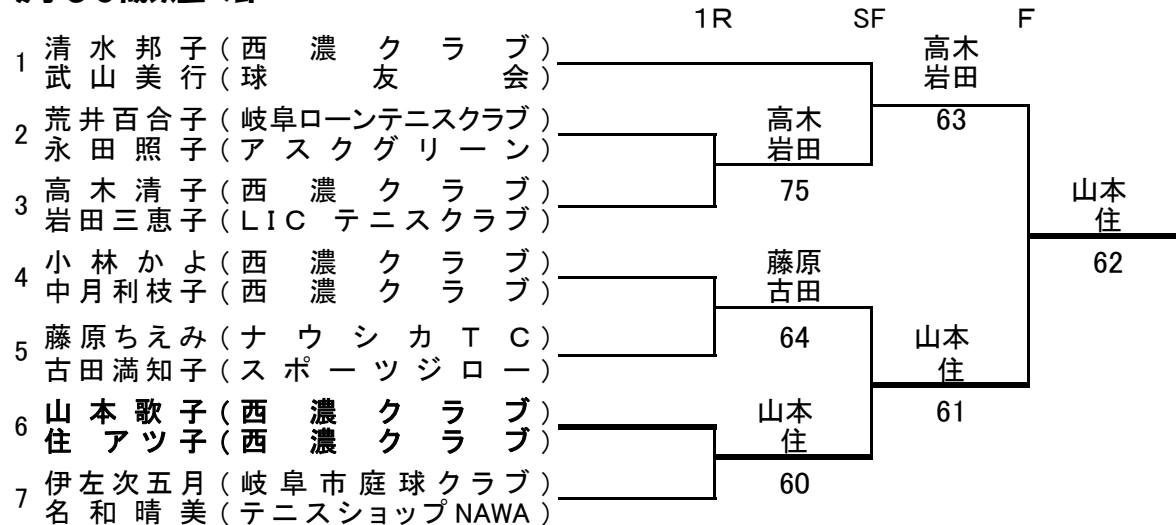 1R SF F
1 清水邦子(西濃クラブ)
武山美行(球友会)
2 荒井百合子(岐阜ローンテニスクラブ)
永田照子(アスクグリーン)
3 高木清子(西濃クラブ)
岩田三恵子(LIC テニスクラブ)
4 小林かよ(西濃クラブ)
中月利枝子(西濃クラブ)
5 藤原ちえみ(ナウシカTC)
古田満知子(スポーツジロー)
6 山本歌子(西濃クラブ)
住アツ子(西濃クラブ)
7 伊左次五月(岐阜市庭球クラブ)
名和晴美(テニスショップNAWA)
高木
岩田
75
藤原
古田
64
山本
住
60
高木
岩田
63
山本
住
61
山本
住
62